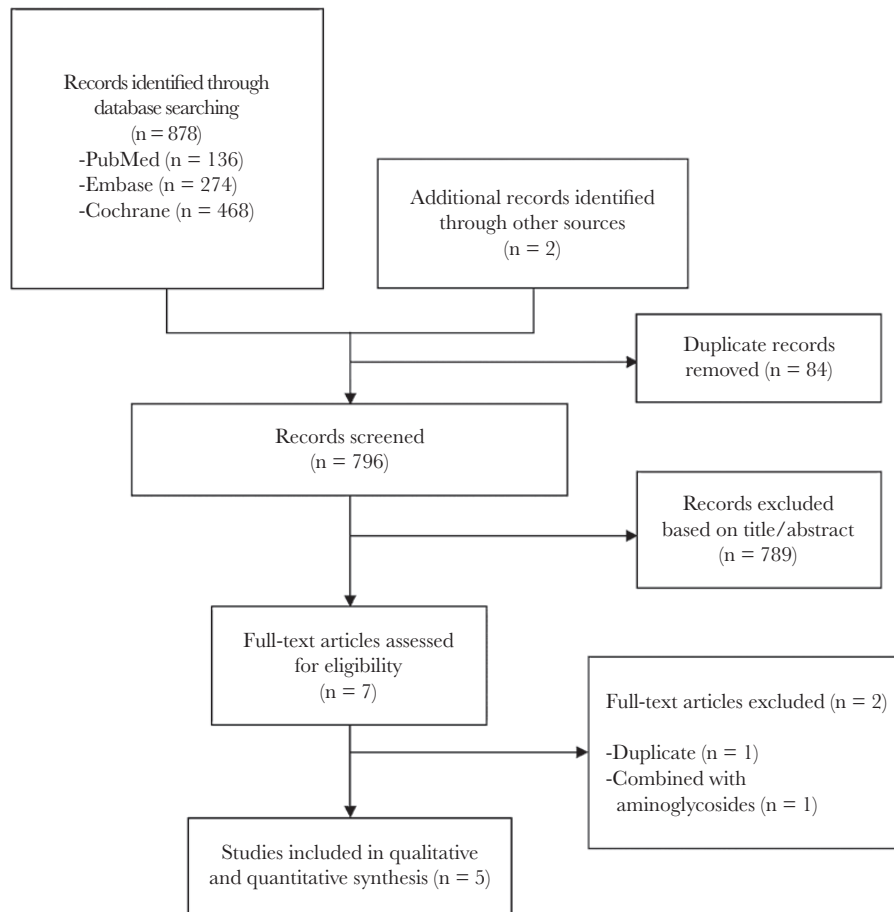 Records identified through
database searching
(n = 878)
-PubMed (n = 136)
-Embase (n = 274)
-Cochrane (n = 468)
Additional records identified
through other sources
(n = 2)
Duplicate records
removed (n = 84)
Records screened
(n = 796)
Records excluded
based on title/abstract
(n = 789)
Full-text articles assessed
for eligibility
(n = 7)
Full-text articles excluded (n = 2)
-Duplicate (n = 1)
-Combined with
aminoglycosides (n = 1)
Studies included in qualitative
and quantitative synthesis (n = 5)